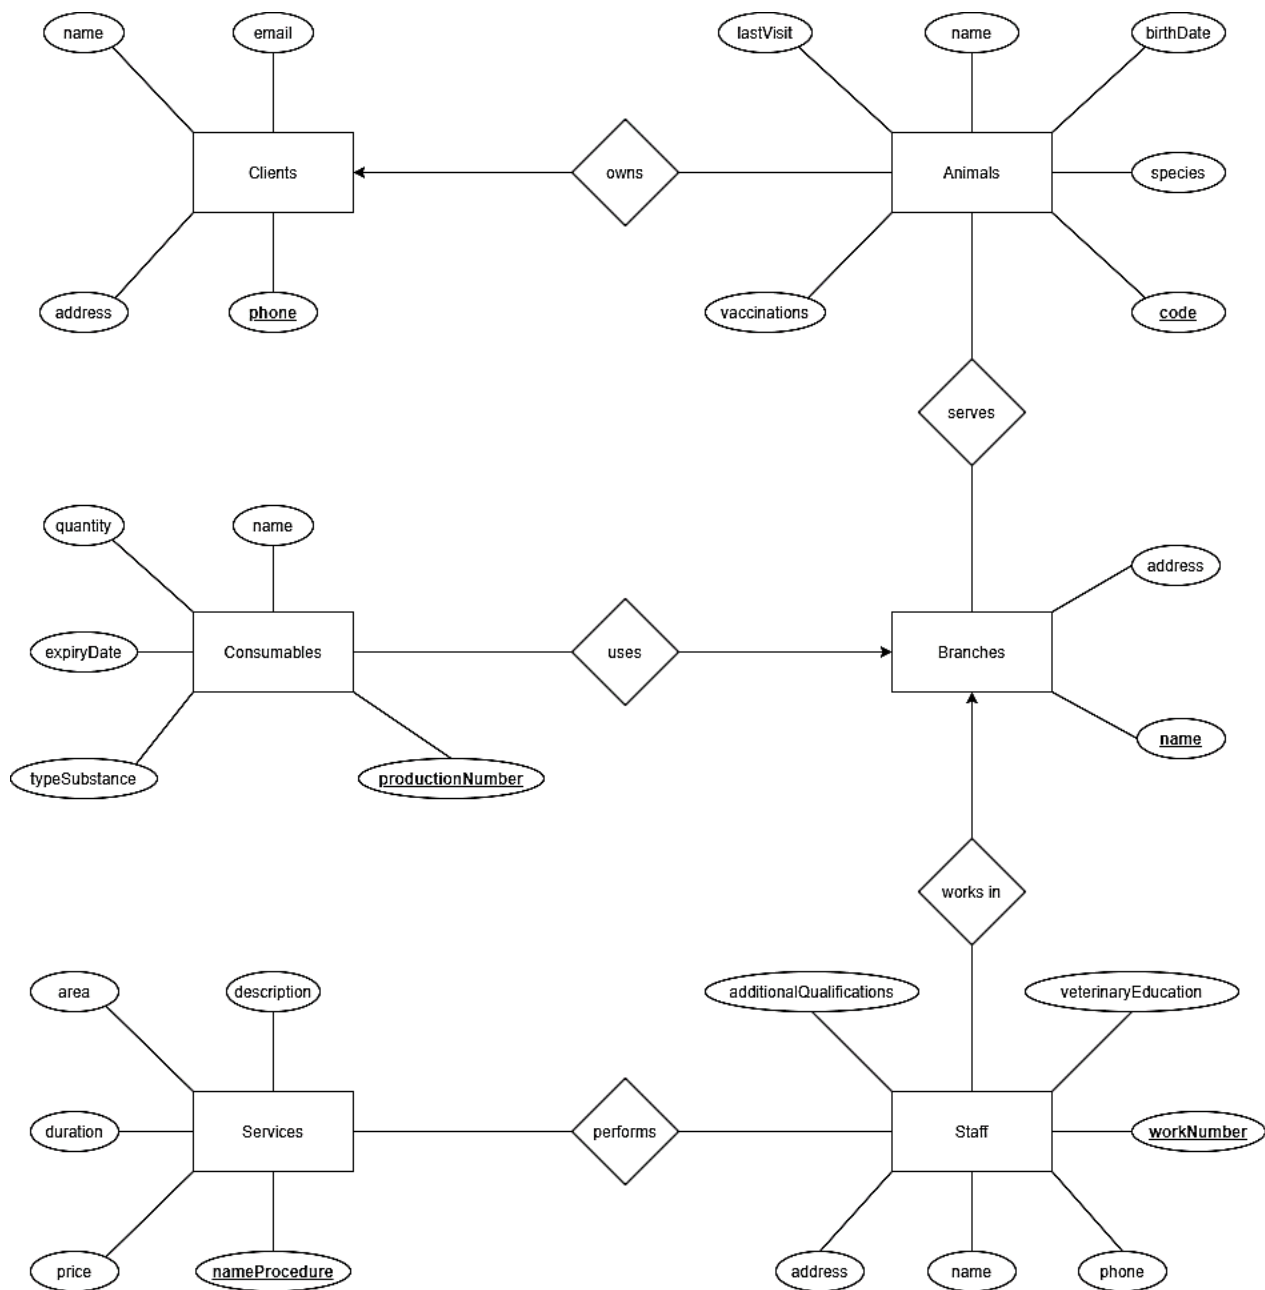 name
email
lastVisit
name
birthDate
Clients
owns
Animals
species
address
phone
vaccinations
code
serves
quantity
name
address
expiryDate
Consumables
uses
Branches
name
typeSubstance
productionNumber
works in
area
description
additionalQualifications
veterinaryEducation
duration
Services
performs
Staff
workNumber
price
nameProcedure
address
name
phone